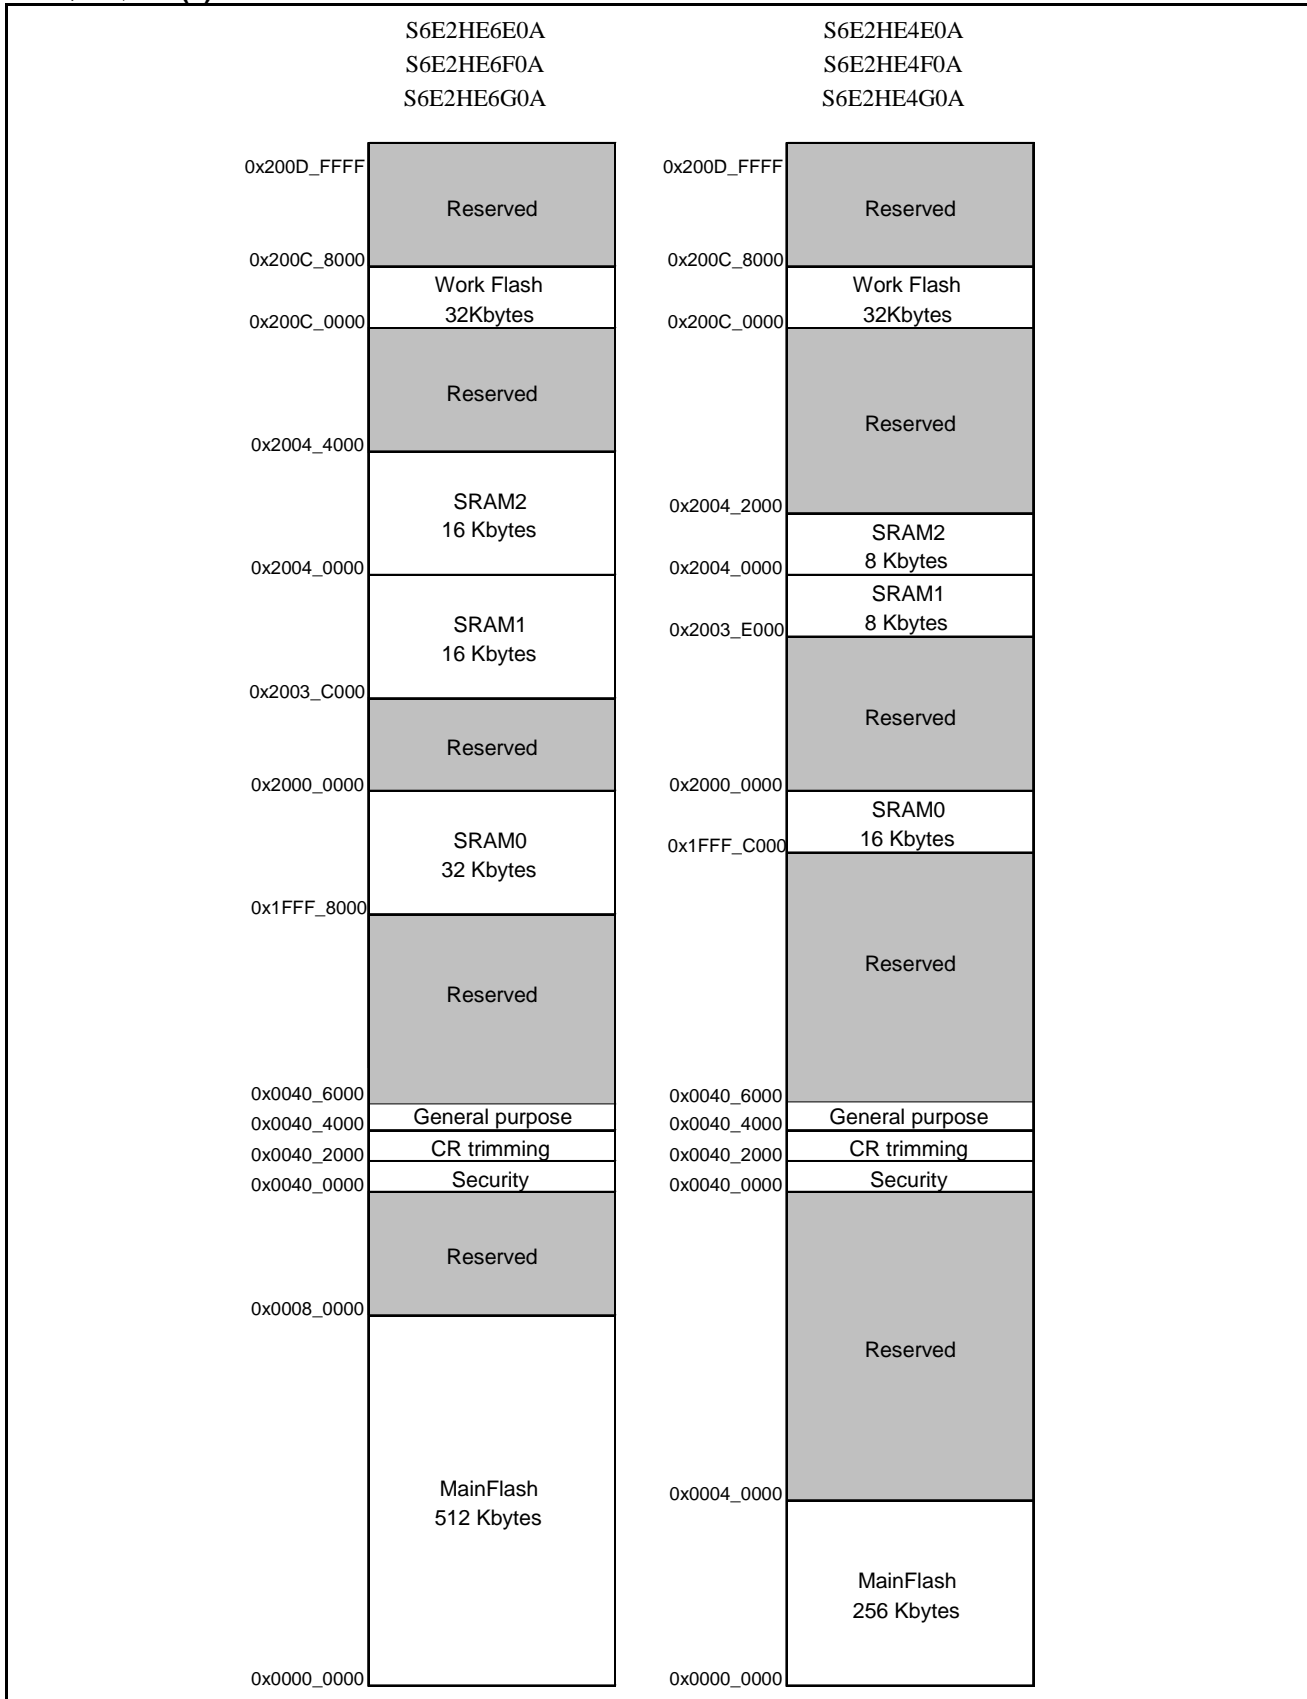 S6E2HE6E0A
S6E2HE6F0A
S6E2HE6G0A
0x200D_FFFF
Reserved
0x200C_8000
Work Flash
32Kbytes
0x200C_0000
Reserved
0x2004_4000
SRAM2
16 Kbytes
0x2004_0000
SRAM1
16 Kbytes
0x2003_C000
Reserved
0x2000_0000
SRAM0
32 Kbytes
0x1FFF_8000
Reserved
0x0040_6000
General purpose
0x0040_4000
CR trimming
0x0040_2000
Security
0x0040_0000
Reserved
0x0008_0000
MainFlash
512 Kbytes
0x0000_0000
S6E2HE4E0A
S6E2HE4F0A
S6E2HE4G0A
0x200D_FFFF
Reserved
0x200C_8000
Work Flash
32Kbytes
0x200C_0000
Reserved
0x2004_2000
SRAM2
8 Kbytes
0x2004_0000
SRAM1
8 Kbytes
0x2003_E000
Reserved
0x2000_0000
SRAM0
16 Kbytes
0x1FFF_C000
Reserved
0x0040_6000
General purpose
0x0040_4000
CR trimming
0x0040_2000
Security
0x0040_0000
Reserved
0x0004_0000
MainFlash
256 Kbytes
0x0000_0000